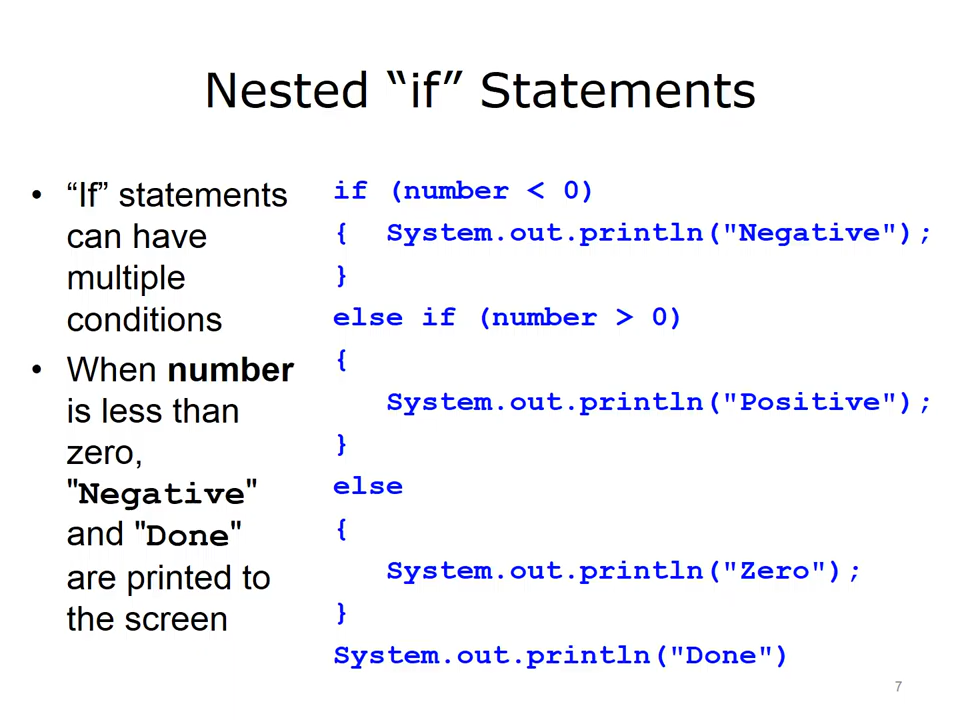 Nested “if” Statements
• “If” statements
can have
multiple
conditions
• When number
is less than
zero,
"Negative"
and "Done"
are printed to
the screen
if (number < 0)
{  System.out.println("Negative");
}
else if (number > 0)
{
   System.out.println("Positive");
}
else
{
   System.out.println("Zero");
}
System.out.println("Done")
7